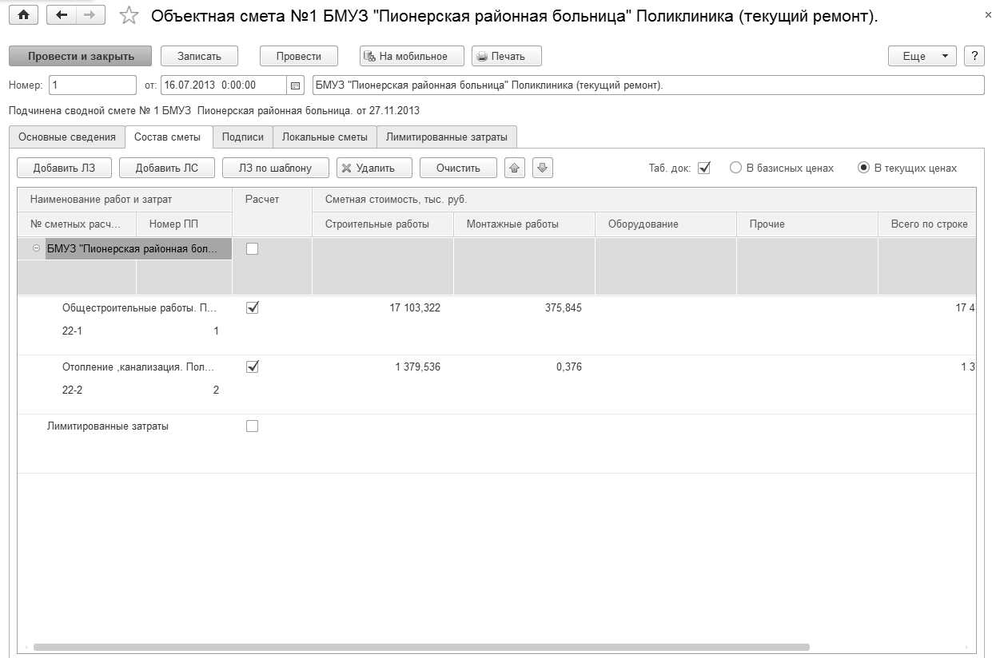 Объектная смета №1 БМУЗ "Пионерская районная больница" Поликлиника (текущий ремонт).
Провести и закрыть Записать Провести На мобильное Печать Еще ?
Номер: 1 от: 16.07.2013 0:00:00 БМУЗ "Пионерская районная больница" Поликлиника (текущий ремонт).
Подчинена сводной смете № 1 БМУЗ Пионерская районная больница. от 27.11.2013
Основные сведения Состав сметы Подписи Локальные сметы Лимитированные затраты
Добавить ЛЗ Добавить ЛС ЛЗ по шаблону Удалить Очистить Таб. док: В базисных ценах В текущих ценах
Наименование работ и затрат Расчет Сметная стоимость, тыс. руб.
№ сметных расч... Номер ПП Строительные работы Монтажные работы Оборудование Прочие Всего по строке
БМУЗ "Пионерская районная бол...
Общестроительные работы. П... 17 103,322 375,845 17 4
22-1 1
Отопление ,канализация. Пол... 1 379,536 0,376 1 3
22-2 2
Лимитированные затраты